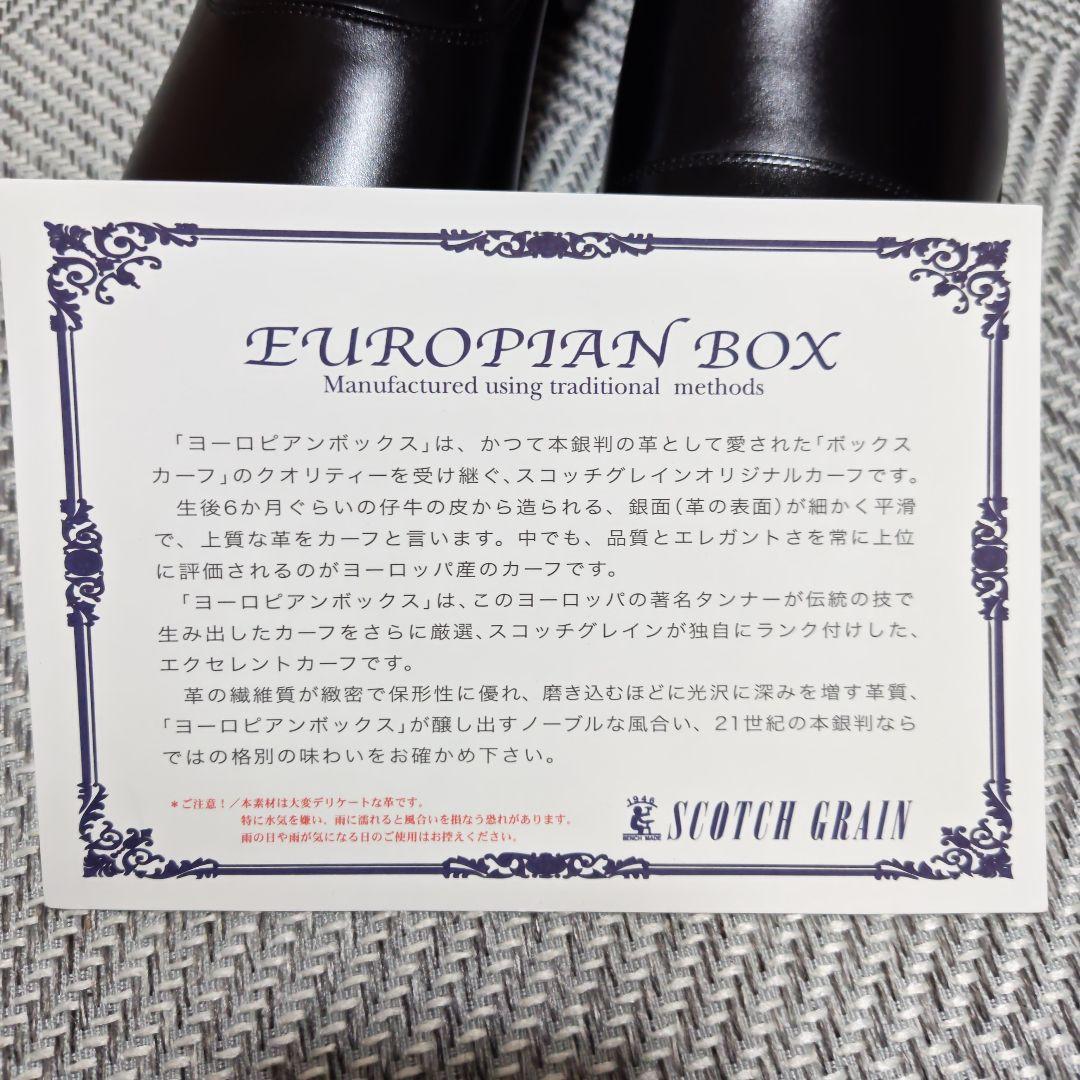 EUROPIAN BOX
Manufactured using traditional methods
「ヨーロピアンボックス」は、かつて本銀判の革として愛された「ボックス
カーフ」のクオリティーを受け継ぐ、スコッチグレインオリジナルカーフです。
生後6か月ぐらいの仔牛の皮から造られる、銀面(革の表面)が細かく平滑
で、上質な革をカーフと言います。中でも、品質とエレガントさを常に上位
に評価されるのがヨーロッパ産のカーフです。
「ヨーロピアンボックス」は、このヨーロッパの著名タンナーが伝統の技で
生み出したカーフをさらに厳選、スコッチグレインが独自にランク付けした、
エクセレントカーフです。
革の繊維質が緻密で保形性に優れ、磨き込むほどに光沢に深みを増す革質、
「ヨーロピアンボックス」が醸し出すノーブルな風合い、21世紀の本銀判なら
ではの格別の味わいをお確かめ下さい。
*ご注意!/本素材は大変デリケートな革です。
特に水気を嫌い、雨に濡れると風合いを損なう恐れがあります。
雨の日や雨が気になる日のご使用はお控えください。
1946
BENCH MADE
SCOTCH GRAIN